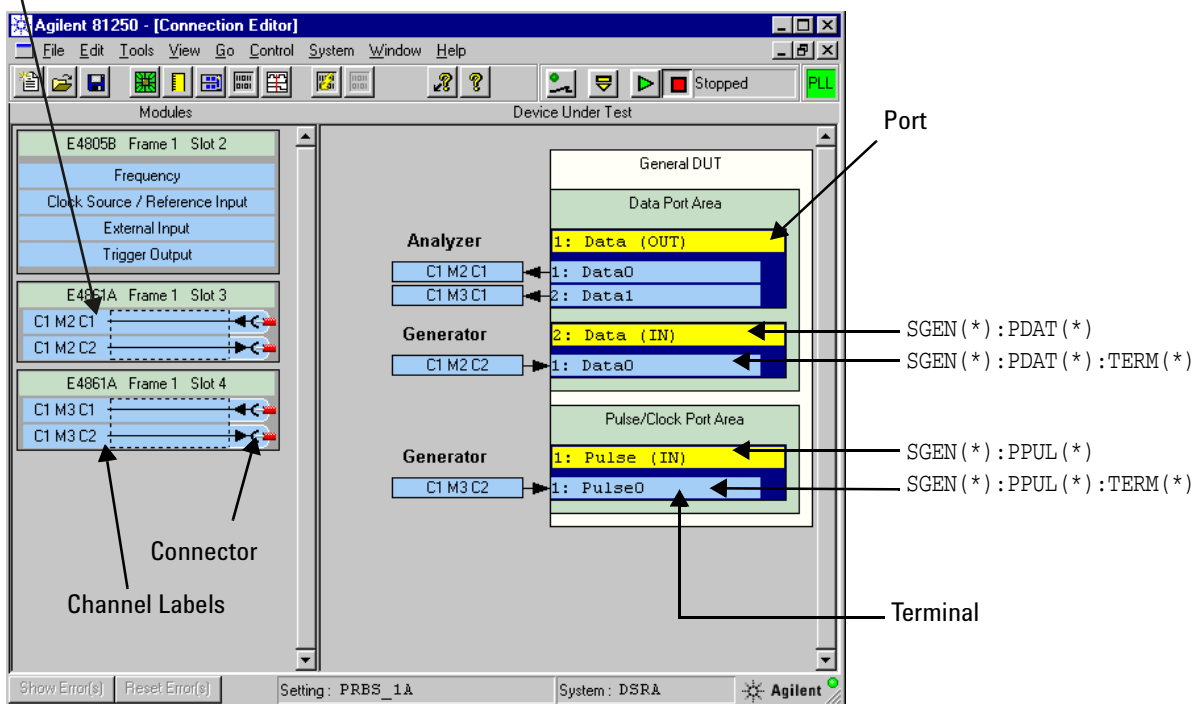 Agilent 81250 - [Connection Editor]
File Edit Tools View Go Control System Window Help
Stopped
PLL
Modules
Device Under Test
E4805B Frame 1 Slot 2
Frequency
Clock Source / Reference Input
External Input
Trigger Output
E4861A Frame 1 Slot 3
C1 M2 C1
C1 M2 C2
E4861A Frame 1 Slot 4
C1 M3 C1
C1 M3 C2
Connector
Channel Labels
General DUT
Data Port Area
Analyzer
1: Data (OUT)
C1 M2 C1
1: Data0
C1 M3 C1
2: Data1
Generator
2: Data (IN)
C1 M2 C2
1: Data0
Pulse/Clock Port Area
Generator
1: Pulse (IN)
C1 M3 C2
1: Pulse0
Port
SGEN(*):PDAT(*)
SGEN(*):PDAT(*):TERM(*)
SGEN(*):PPUL(*)
SGEN(*):PPUL(*):TERM(*)
Terminal
Show Error(s)
Reset Error(s)
Setting: PRBS_1A
System: DSRA
Agilent